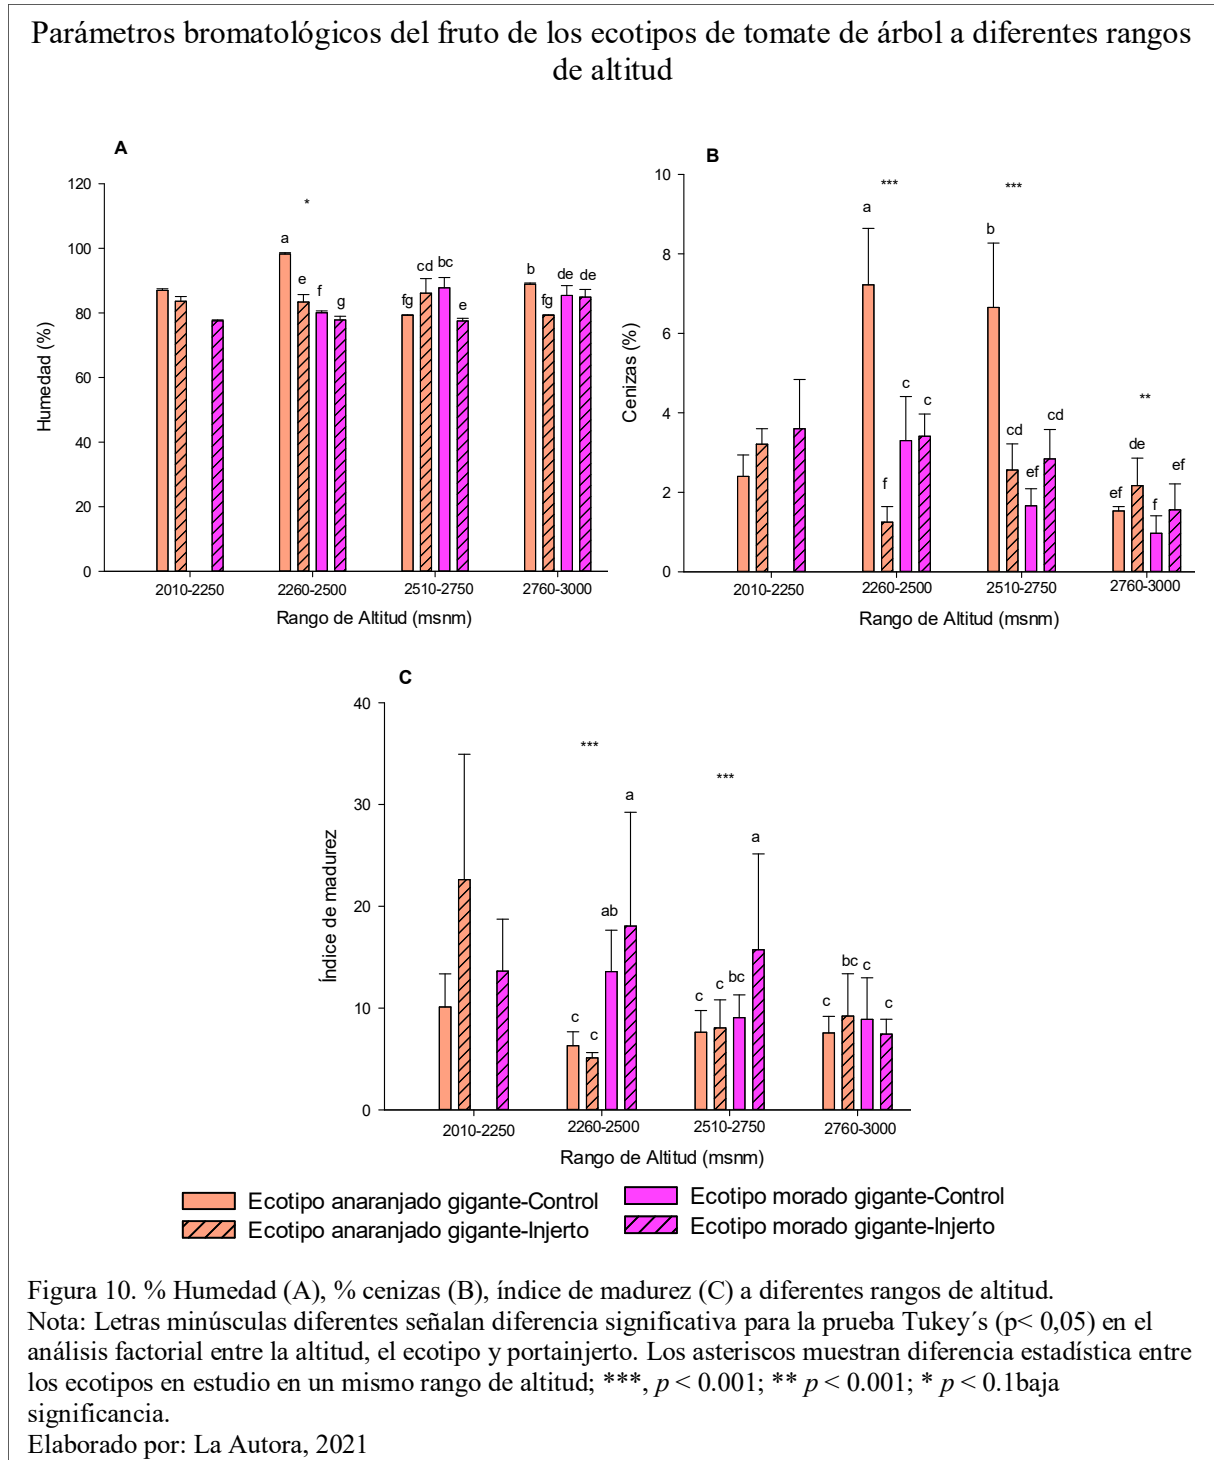 Parámetros bromatológicos del fruto de los ecotipos de tomate de árbol a diferentes rangos
de altitud
A
120
100
80
60
40
20
0
Humedad (%)
*
a
e
f
g
fg
cd
bc
e
b
fg
de
de
2010-2250
2260-2500
2510-2750
2760-3000
Rango de Altitud (msnm)
B
10
8
6
4
2
0
Cenizas (%)
***
***
**
a
f
c
c
b
cd
ef
cd
ef
de
f
ef
2010-2250
2260-2500
2510-2750
2760-3000
Rango de Altitud (msnm)
C
40
30
20
10
0
Índice de madurez
***
***
c
c
ab
a
c
c
bc
a
c
bc
c
c
2010-2250
2260-2500
2510-2750
2760-3000
Rango de Altitud (msnm)
Ecotipo anaranjado gigante-Control
Ecotipo anaranjado gigante-Injerto
Ecotipo morado gigante-Control
Ecotipo morado gigante-Injerto
Figura 10. % Humedad (A), % cenizas (B), índice de madurez (C) a diferentes rangos de altitud.
Nota: Letras minúsculas diferentes señalan diferencia significativa para la prueba Tukey´s (p< 0,05) en el
análisis factorial entre la altitud, el ecotipo y portainjerto. Los asteriscos muestran diferencia estadística entre
los ecotipos en estudio en un mismo rango de altitud; ***, p < 0.001; ** p < 0.001; * p < 0.1baja
significancia.
Elaborado por: La Autora, 2021